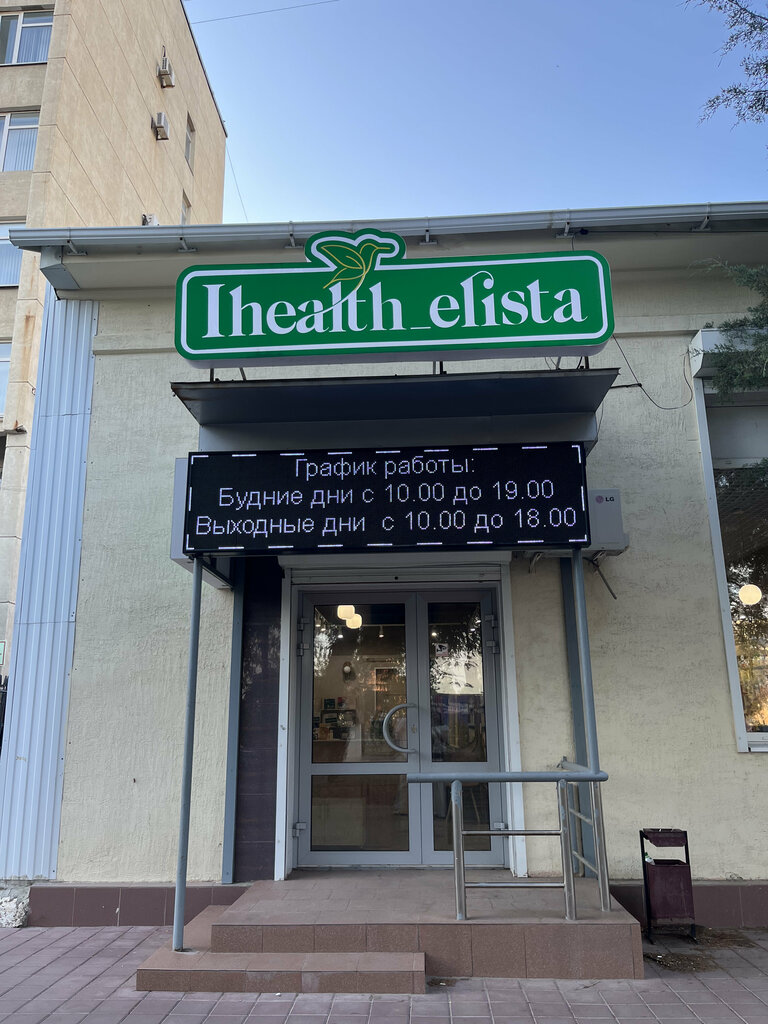 Ihealth_elista
График работы:
Будние дни с 10.00 до 19.00
Выходные дни с 10.00 до 18.00
LG